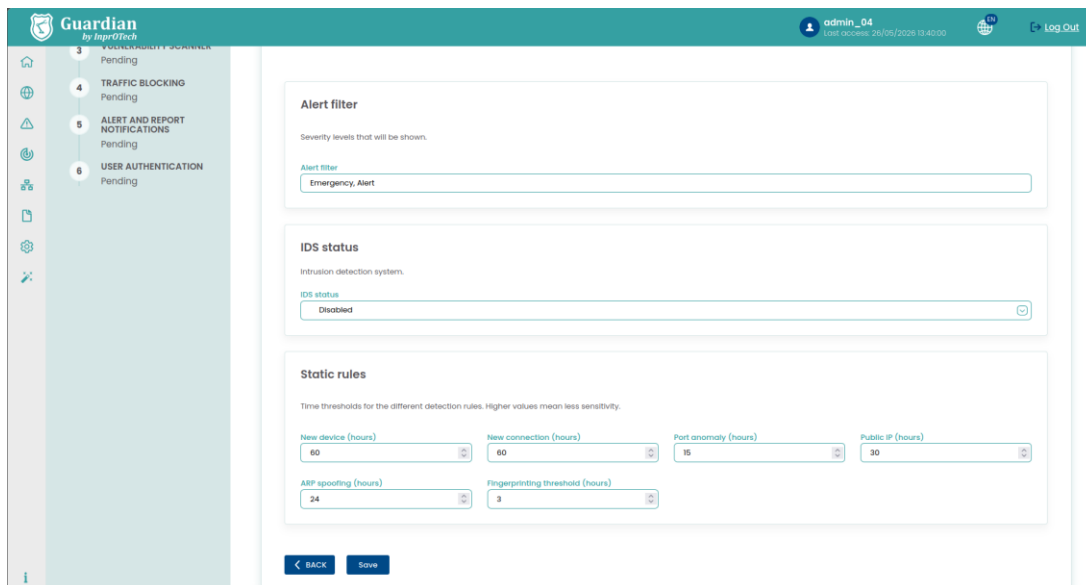 Guardian
by InprOTech
admin_04
Last access: 26/05/2026 13:40:00
EN
Log Out
3
VULNERABILITY SCANNER
Pending
4
TRAFFIC BLOCKING
Pending
5
ALERT AND REPORT
NOTIFICATIONS
Pending
6
USER AUTHENTICATION
Pending
Alert filter
Severity levels that will be shown.
Alert filter
Emergency, Alert
IDS status
Intrusion detection system.
IDS status
Disabled
Static rules
Time thresholds for the different detection rules. Higher values mean less sensitivity.
New device (hours)
60
New connection (hours)
60
Port anomaly (hours)
15
Public IP (hours)
30
ARP spoofing (hours)
24
Fingerprinting threshold (hours)
3
BACK
Save
i